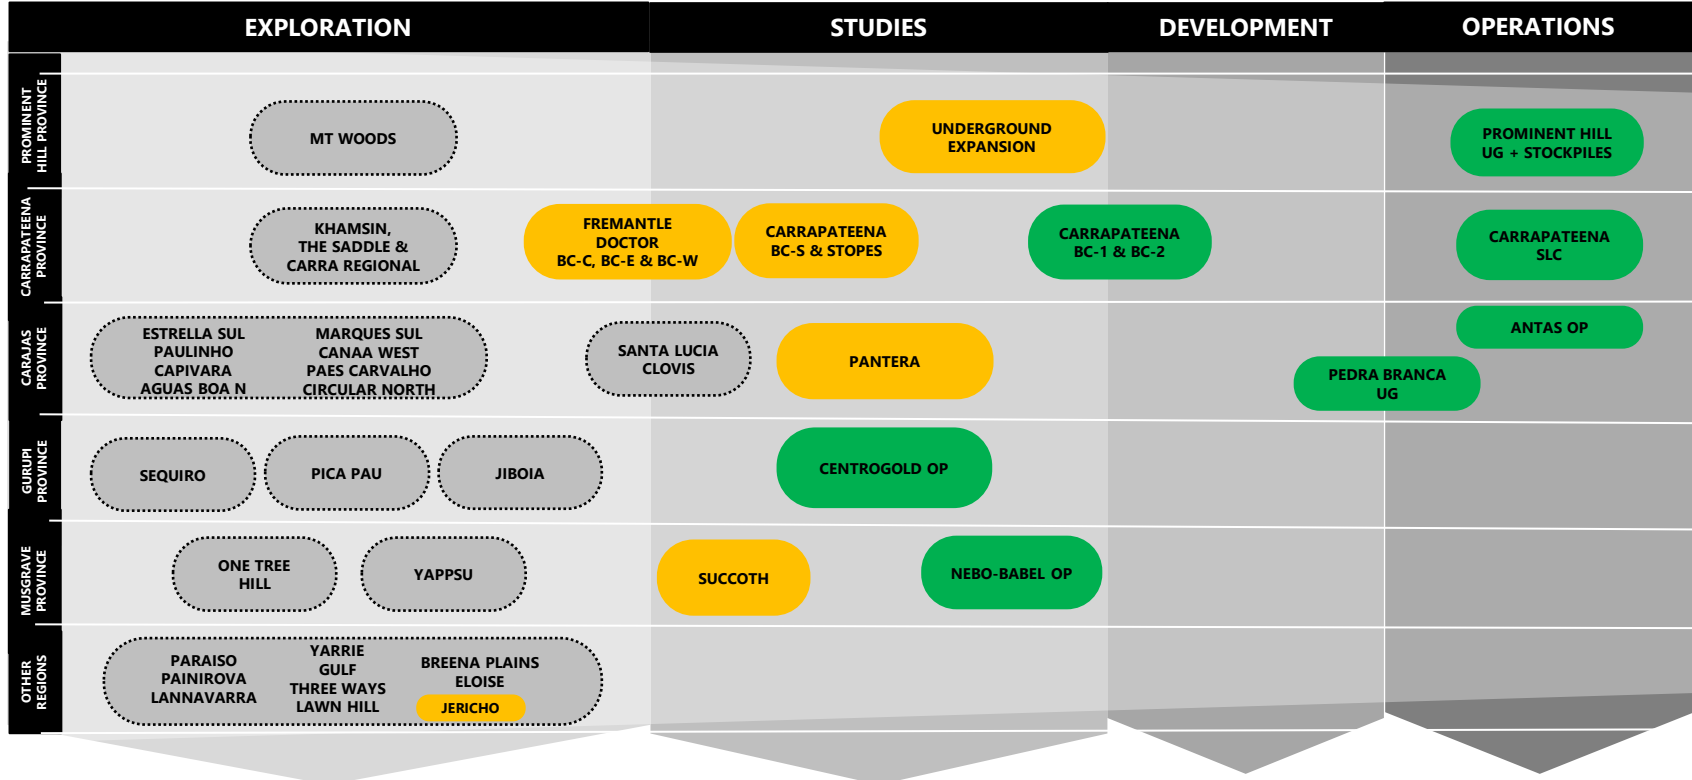 EXPLORATION
STUDIES
DEVELOPMENT
OPERATIONS
PROMINENT
HILL PROVINCE
MT WOODS
UNDERGROUND
EXPANSION
PROMINENT HILL
UG + STOCKPILES
CARRAPATEENA
PROVINCE
KHAMSIN,
THE SADDLE &
CARRA REGIONAL
FREMANTLE
DOCTOR
BC-C, BC-E & BC-W
CARRAPATEENA
BC-S & STOPES
CARRAPATEENA
BC-1 & BC-2
CARRAPATEENA
SLC
CARAJAS
PROVINCE
ESTRELLA SUL
PAULINHO
CAPIVARA
AGUAS BOA N
MARQUES SUL
CANAA WEST
PAES CARVALHO
CIRCULAR NORTH
SANTA LUCIA
CLOVIS
PANTERA
PEDRA BRANCA
UG
ANTAS OP
GURUPI
PROVINCE
SEQUIRO
PICA PAU
JIBOIA
CENTROGOLD OP
MUSGRAVE
PROVINCE
ONE TREE
HILL
YAPPSU
SUCCOTH
NEBO-BABEL OP
OTHER
REGIONS
PARAISO
PAINIROVA
LANNAVARRA
YARRIE
GULF
THREE WAYS
LAWN HILL
BREENA PLAINS
ELOISE
JERICHO